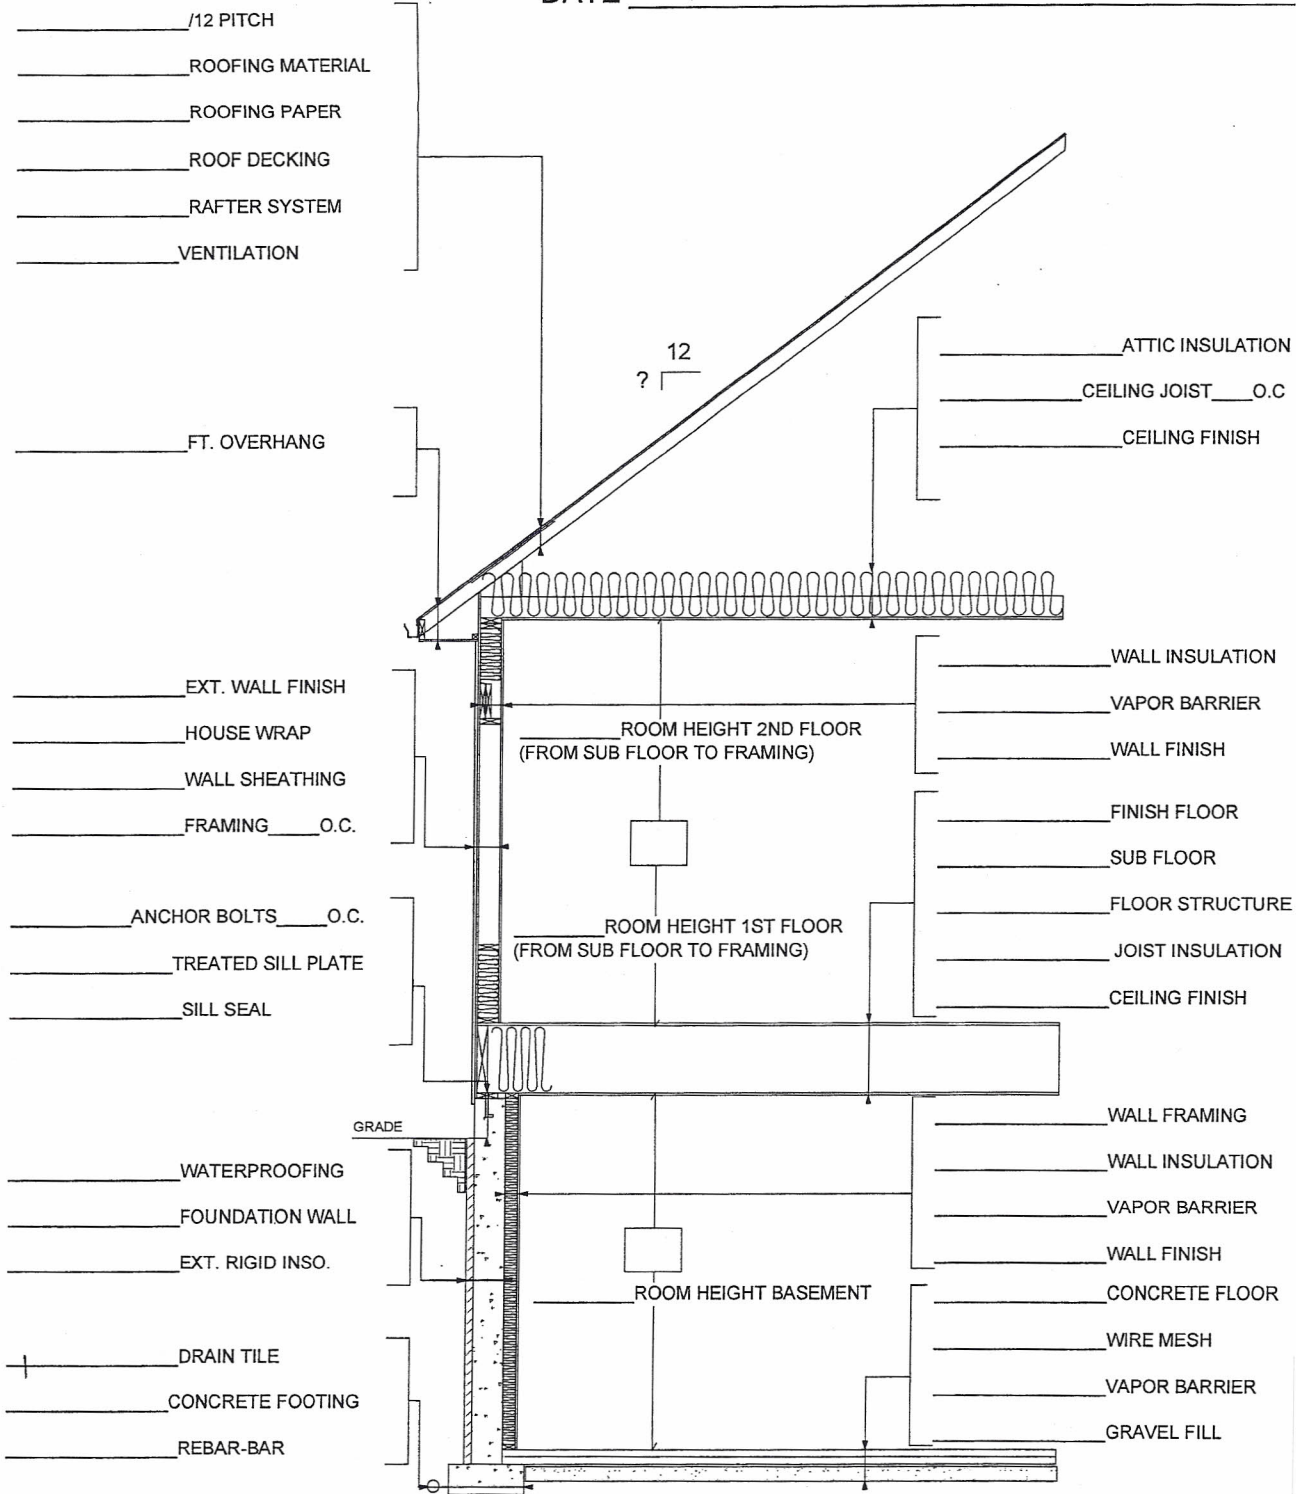 DATE
/12 PITCH
ROOFING MATERIAL
ROOFING PAPER
ROOF DECKING
RAFTER SYSTEM
VENTILATION
12
?
ATTIC INSULATION
CEILING JOIST____O.C
CEILING FINISH
FT. OVERHANG
EXT. WALL FINISH
HOUSE WRAP
WALL SHEATHING
FRAMING____O.C.
ROOM HEIGHT 2ND FLOOR
(FROM SUB FLOOR TO FRAMING)
WALL INSULATION
VAPOR BARRIER
WALL FINISH
FINISH FLOOR
SUB FLOOR
FLOOR STRUCTURE
JOIST INSULATION
CEILING FINISH
ANCHOR BOLTS____O.C.
TREATED SILL PLATE
SILL SEAL
ROOM HEIGHT 1ST FLOOR
(FROM SUB FLOOR TO FRAMING)
GRADE
WATERPROOFING
FOUNDATION WALL
EXT. RIGID INSO.
WALL FRAMING
WALL INSULATION
VAPOR BARRIER
WALL FINISH
ROOM HEIGHT BASEMENT
CONCRETE FLOOR
WIRE MESH
VAPOR BARRIER
GRAVEL FILL
DRAIN TILE
CONCRETE FOOTING
REBAR-BAR